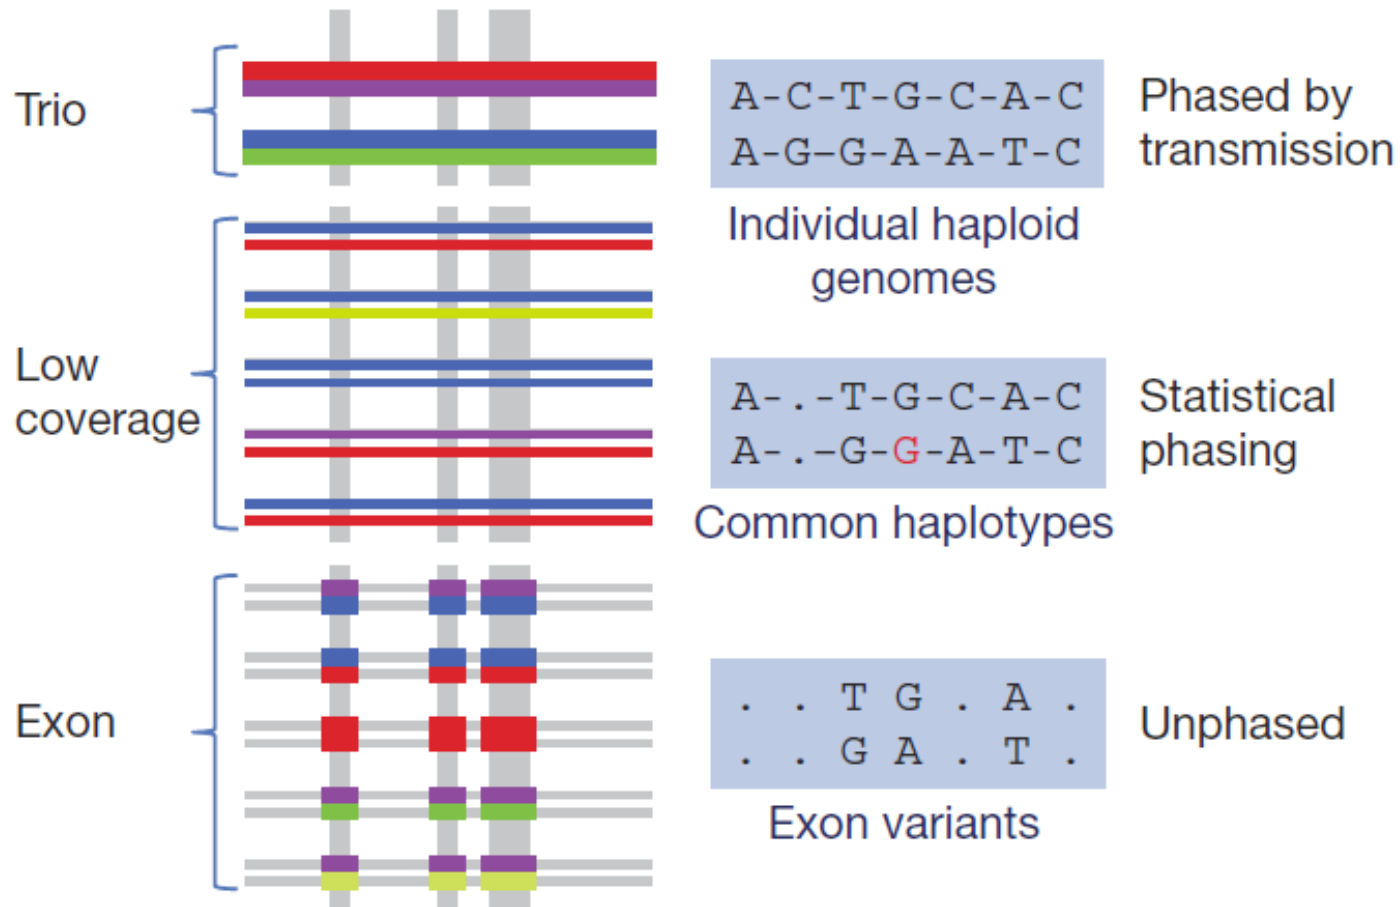 Trio
A-C-T-G-C-A-C
A-G-G-A-A-T-C
Phased by
transmission
Individual haploid
genomes
Low
coverage
A-.-T-G-C-A-C
A-.-G-G-A-T-C
Statistical
phasing
Common haplotypes
Exon
. . T G . A .
. . G A . T .
Unphased
Exon variants